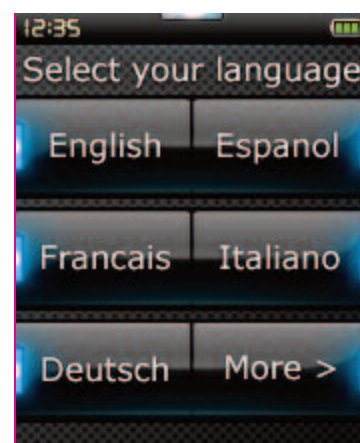 12:35
Select your language
English Espanol
Francais Italiano
Deutsch More >